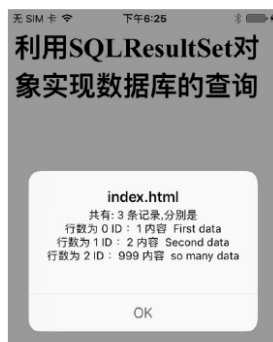 无 SIM 卡 下午6:25
利用SQLResultSet对
象实现数据库的查询
index.html
共有: 3 条记录,分别是
行数为 0 ID： 1 内容 First data
行数为 1 ID： 2 内容 Second data
行数为 2 ID： 999 内容 so many data
OK